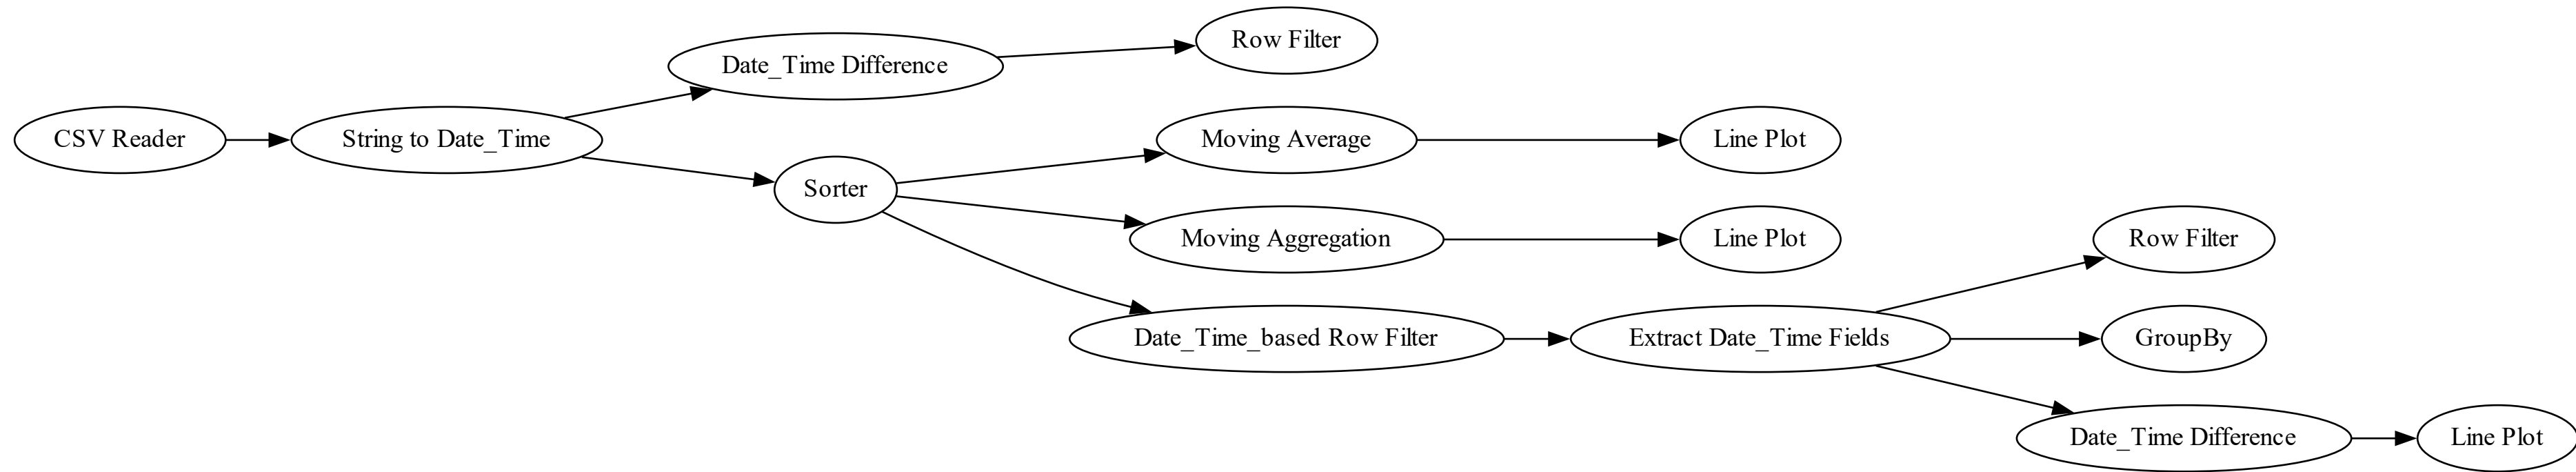 CSV Reader
String to Date_Time
Date_Time Difference
Row Filter
Sorter
Moving Average
Line Plot
Moving Aggregation
Line Plot
Date_Time_based Row Filter
Extract Date_Time Fields
Row Filter
GroupBy
Date_Time Difference
Line Plot